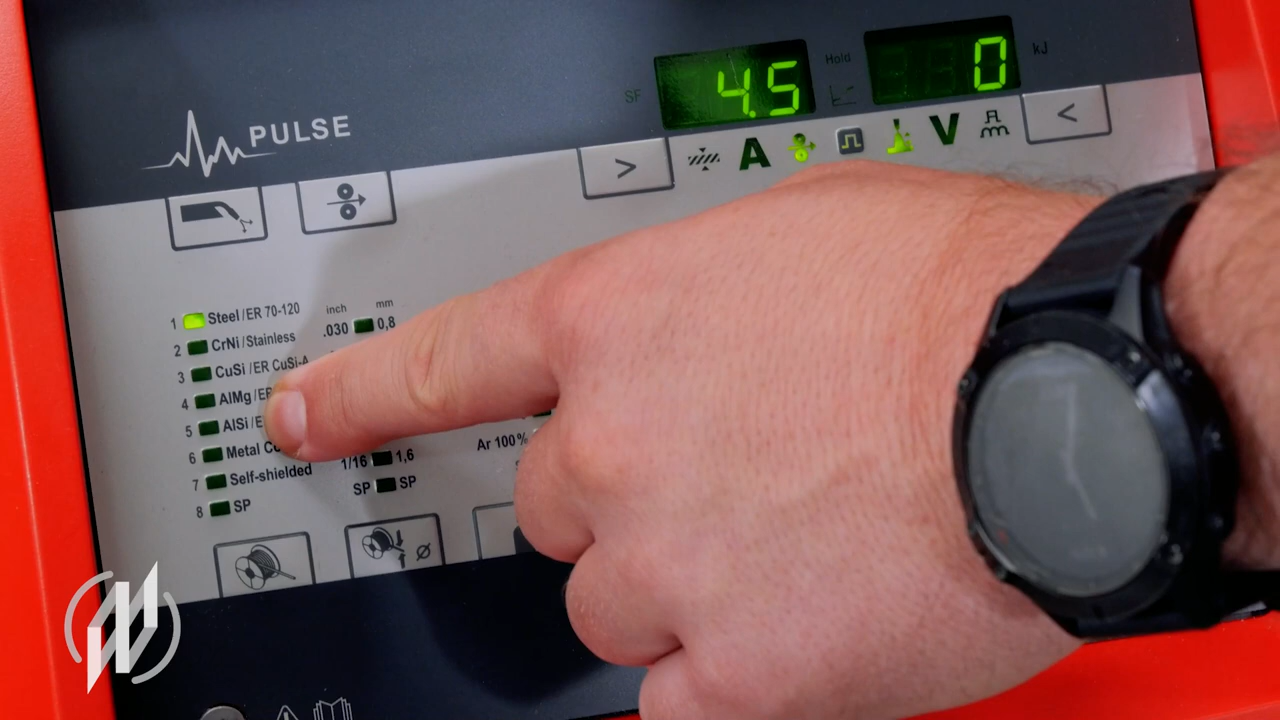 PULSE
SF 4.5 Hold 0 kJ
> A V <
inch mm
1 Steel/ER 70-120 .030 0,8
2 CrNi/Stainless
3 CuSi/ER CuSi-A
4 AlMg/
5 AlSi/
6 Metal
7 Self-shielded 1/16 1,6
Ar 100%
8 SP SP SP
Ø